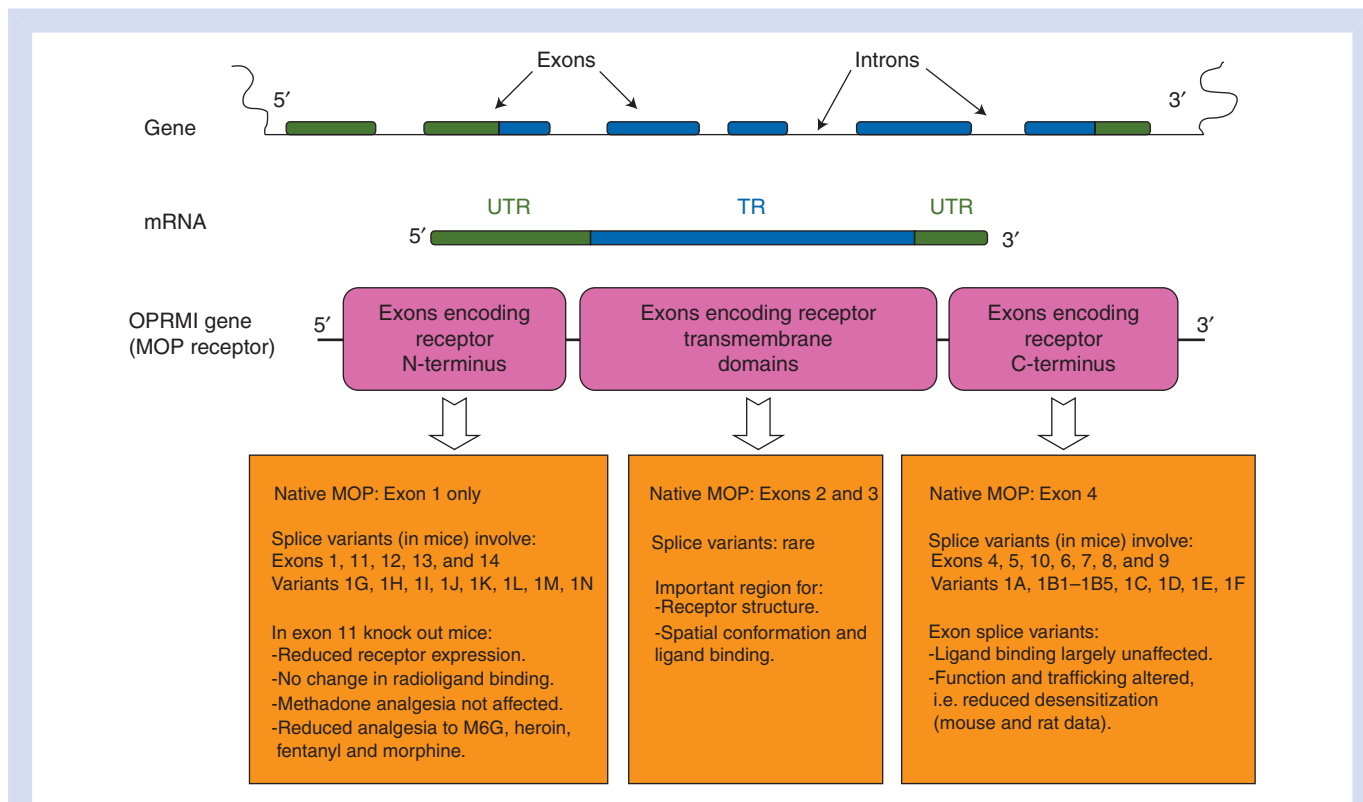 Exons
Introns
5′
3′
Gene
UTR
TR
UTR
mRNA
5′
3′
OPRMI gene
(MOP receptor)
5′
Exons encoding
receptor
N-terminus
Exons encoding receptor
transmembrane
domains
Exons encoding
receptor
C-terminus
3′
Native MOP: Exon 1 only
Splice variants (in mice) involve:
Exons 1, 11, 12, 13, and 14
Variants 1G, 1H, 1I, 1J, 1K, 1L, 1M, 1N
In exon 11 knock out mice:
-Reduced receptor expression.
-No change in radioligand binding.
-Methadone analgesia not affected.
-Reduced analgesia to M6G, heroin,
fentanyl and morphine.
Native MOP: Exons 2 and 3
Splice variants: rare
Important region for:
-Receptor structure.
-Spatial conformation and
ligand binding.
Native MOP: Exon 4
Splice variants (in mice) involve:
Exons 4, 5, 10, 6, 7, 8, and 9
Variants 1A, 1B1–1B5, 1C, 1D, 1E, 1F
Exon splice variants:
-Ligand binding largely unaffected.
-Function and trafficking altered,
i.e. reduced desensitization
(mouse and rat data).